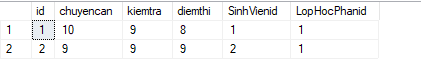 id chuyencan kiemtra diemthi SinhVienid LopHocPhanid
1 1 10 9 8 1 1
2 2 9 9 9 2 1